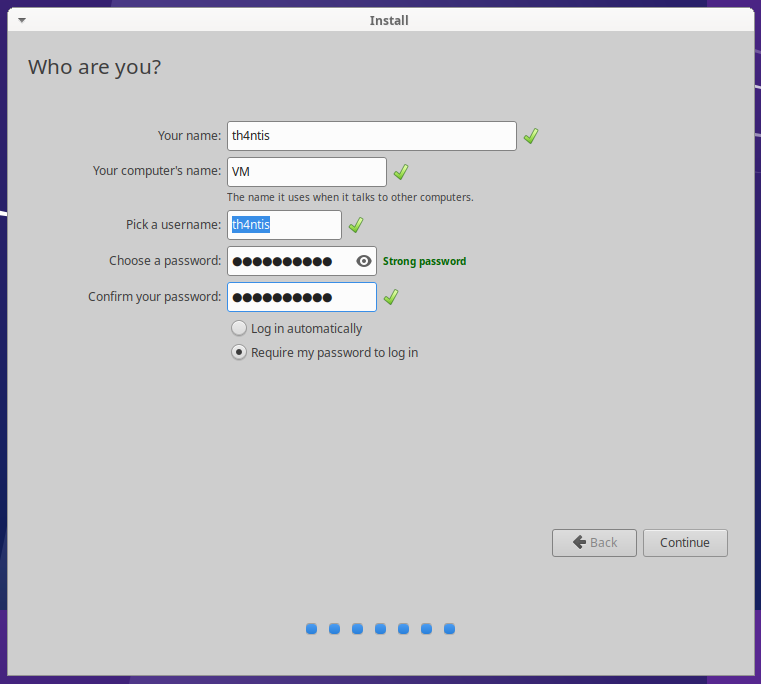 Install
Who are you?
Your name: th4ntis
Your computer's name: VM
The name it uses when it talks to other computers.
Pick a username: th4ntis
Choose a password: ●●●●●●●●●● Strong password
Confirm your password: ●●●●●●●●●●
Log in automatically
Require my password to log in
Back Continue